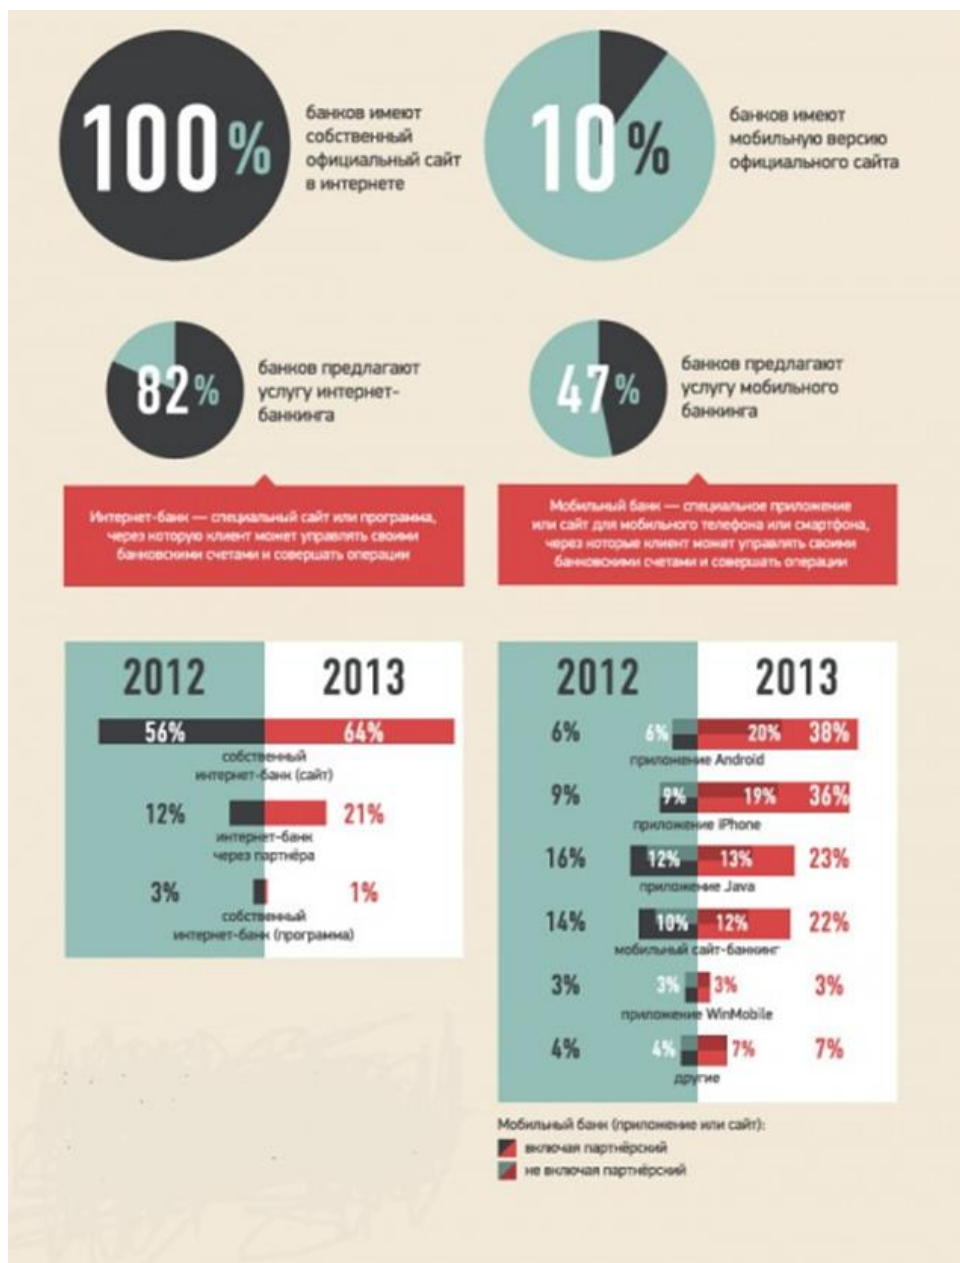 100%
банков имеют
собственный
официальный сайт
в интернете
10%
банков имеют
мобильную версию
официального сайта
82%
банков предлагают
услугу интернет-
банкинга
47%
банков предлагают
услугу мобильного
банкинга
Интернет-банк — специальный сайт или программа,
через которую клиент может управлять своими
банковскими счетами и совершать операции
Мобильный банк — специальное приложение
или сайт для мобильного телефона или смартфона,
через которые клиент может управлять своими
банковскими счетами и совершать операции
2012 2013
56% 64%
собственный
интернет-банк (сайт)
12% 21%
интернет-банк
через партнёра
3% 1%
собственный
интернет-банк (программа)
2012 2013
6% 6% 20% 38%
приложение Android
9% 9% 19% 36%
приложение iPhone
16% 12% 13% 23%
приложение Java
14% 10% 12% 22%
мобильный сайт-банкинг
3% 3% 3% 3%
приложение WinMobile
4% 4% 7% 7%
другие
Мобильный банк (приложение или сайт):
включая партнёрский
не включая партнёрский